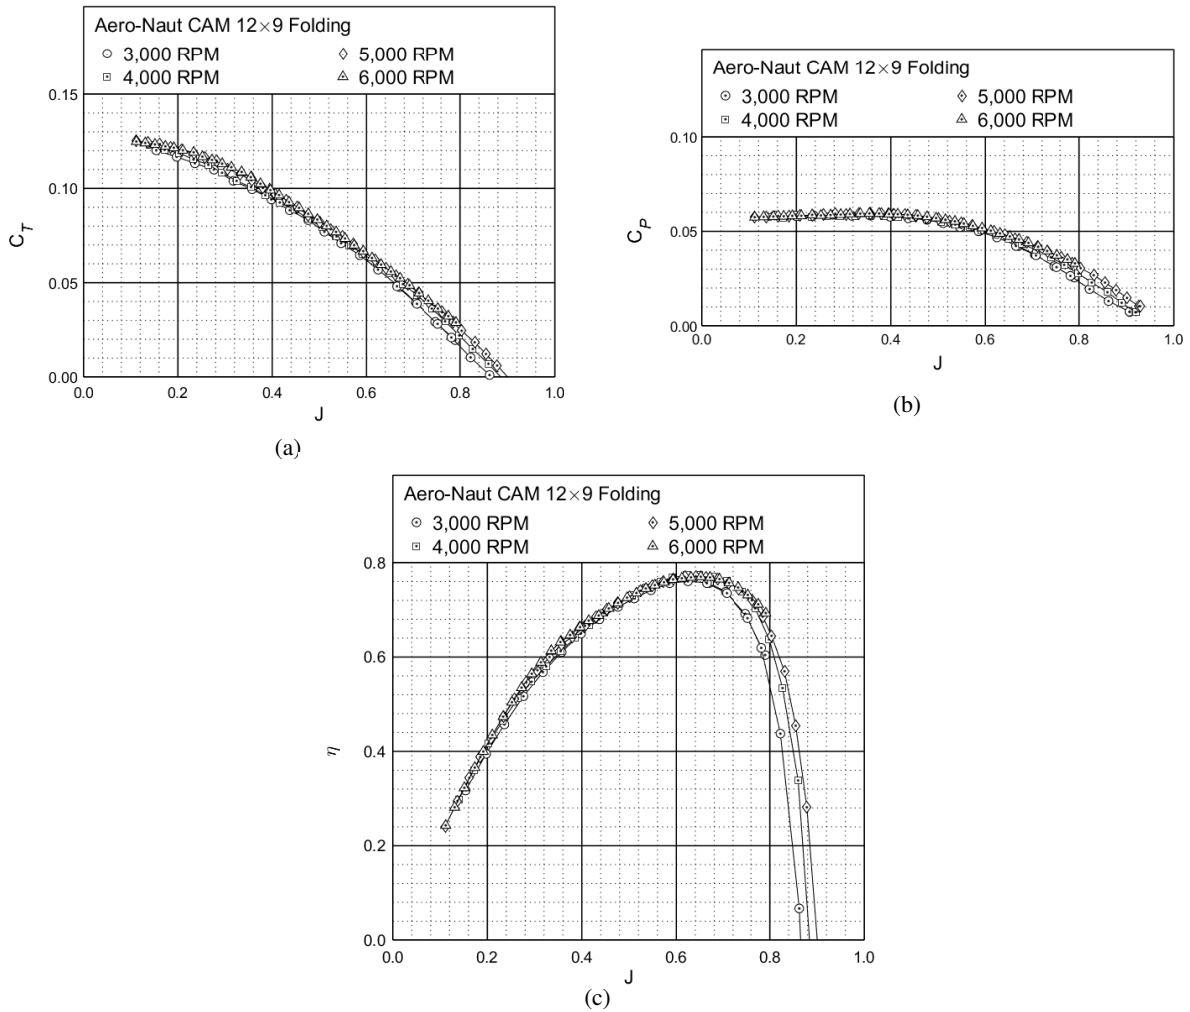 Aero-Naut CAM 12×9 Folding
3,000 RPM
5,000 RPM
4,000 RPM
6,000 RPM
0.15
0.10
0.05
0.00
C_T
0.0 0.2 0.4 0.6 0.8 1.0
J
(a)
Aero-Naut CAM 12×9 Folding
3,000 RPM
5,000 RPM
4,000 RPM
6,000 RPM
0.10
0.05
0.00
C_P
0.0 0.2 0.4 0.6 0.8 1.0
J
(b)
Aero-Naut CAM 12×9 Folding
3,000 RPM
5,000 RPM
4,000 RPM
6,000 RPM
0.8
0.6
0.4
0.2
0.0
η
0.0 0.2 0.4 0.6 0.8 1.0
J
(c)